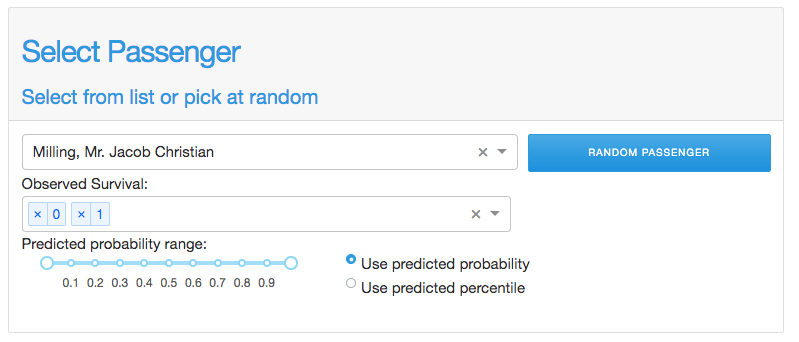 Select Passenger
Select from list or pick at random
Milling, Mr. Jacob Christian × RANDOM PASSENGER
Observed Survival:
× 0 × 1 ×
Predicted probability range:
Use predicted probability
0.1 0.2 0.3 0.4 0.5 0.6 0.7 0.8 0.9
Use predicted percentile